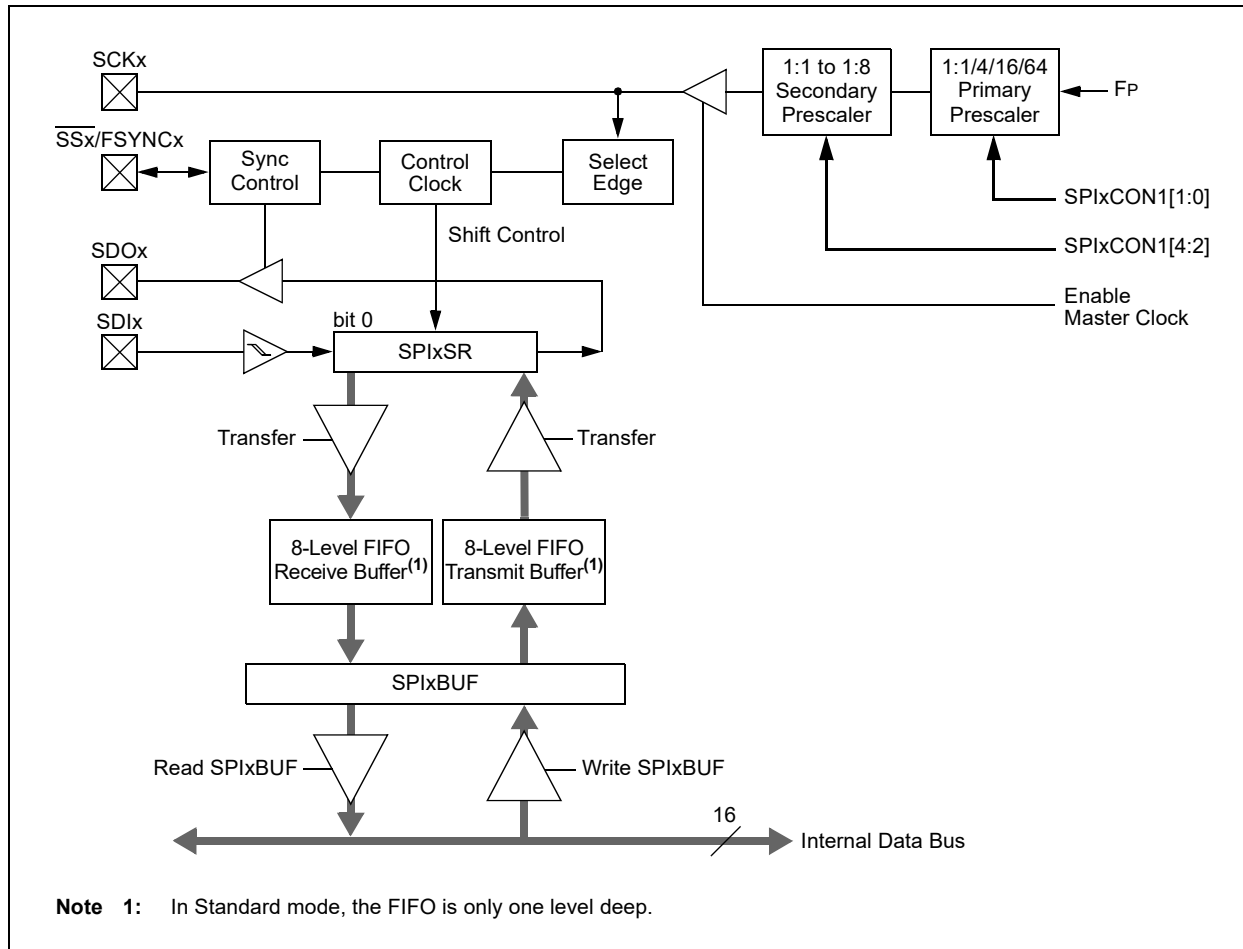 SCKx
SSx/FSYNCx
Sync
Control
Control
Clock
Select
Edge
1:1 to 1:8
Secondary
Prescaler
1:1/4/16/64
Primary
Prescaler
FP
SPIxCON1[1:0]
SPIxCON1[4:2]
Enable
Master Clock
Shift Control
SDOx
SDIx
bit 0
SPIxSR
Transfer
Transfer
8-Level FIFO
Receive Buffer(1)
8-Level FIFO
Transmit Buffer(1)
SPIxBUF
Read SPIxBUF
Write SPIxBUF
16
Internal Data Bus
Note 1: In Standard mode, the FIFO is only one level deep.